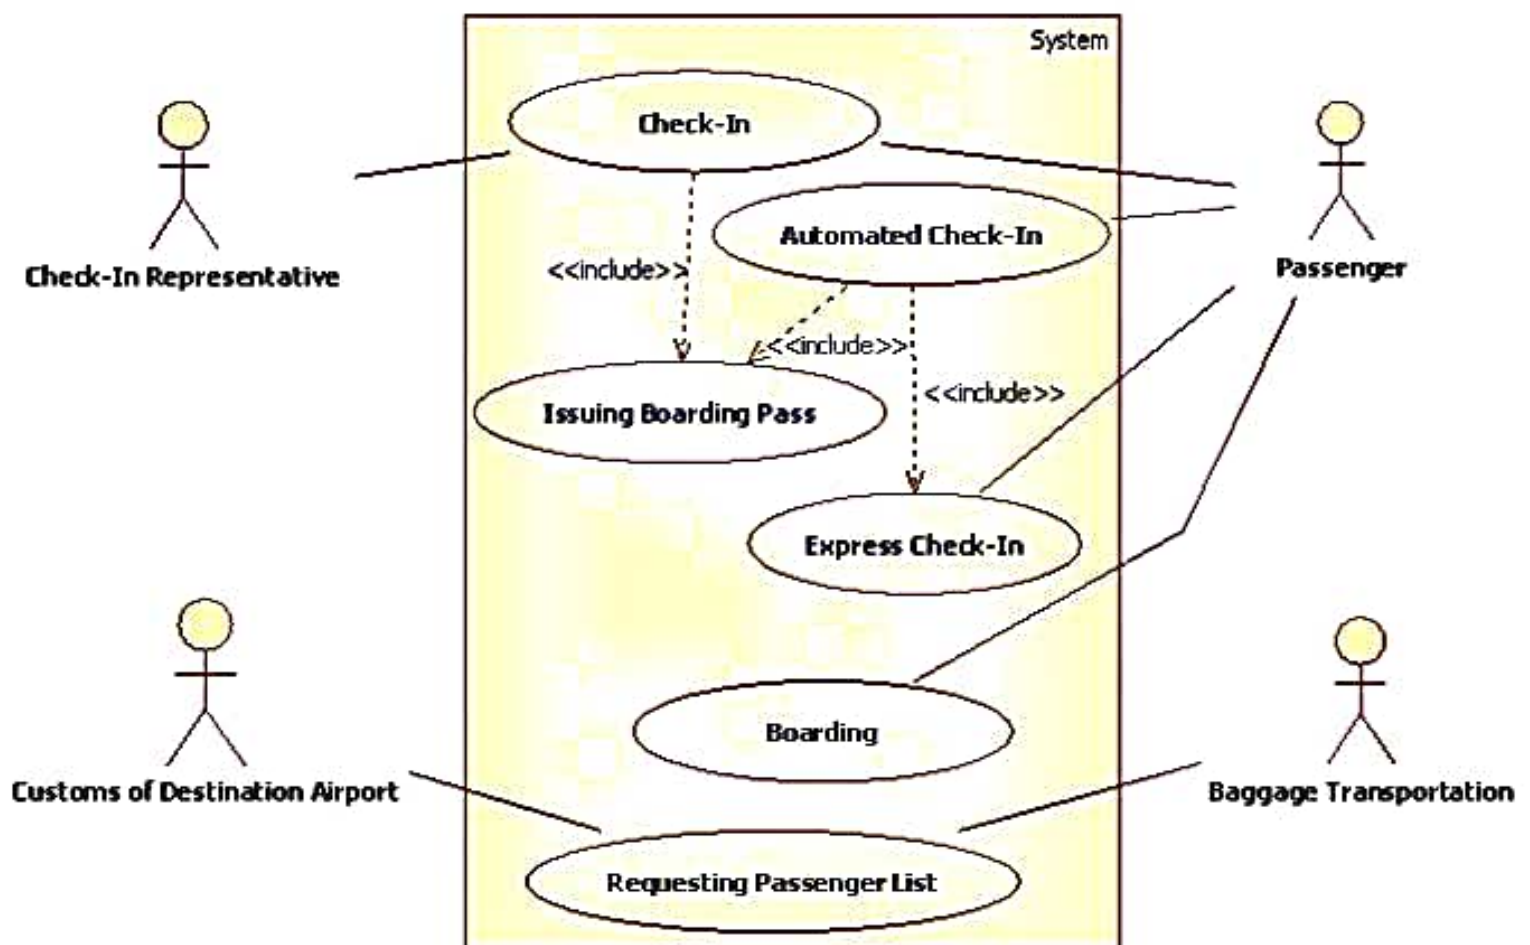 System
Check-In
Automated Check-In
<<include>>
Check-In Representative
Passenger
<<include>>
<<include>>
Issuing Boarding Pass
Express Check-In
Boarding
Customs of Destination Airport
Baggage Transportation
Requesting Passenger List